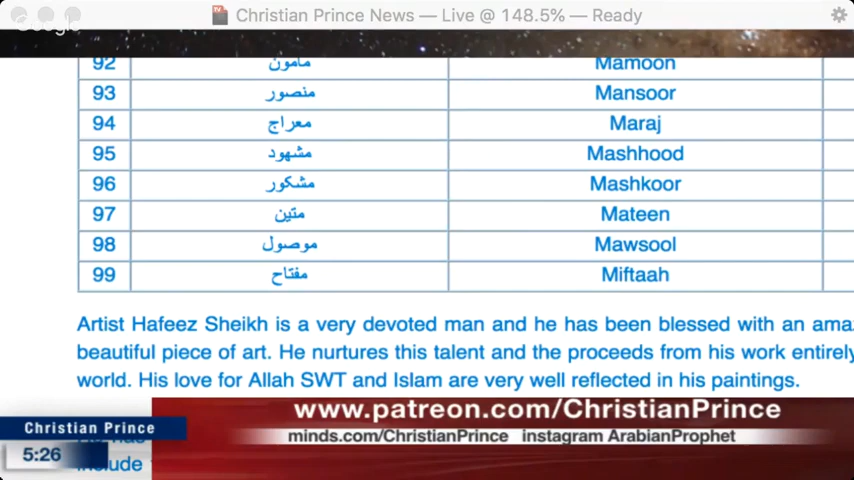 Christian Prince News — Live @ 148.5% — Ready
Google
92 مامون Mamoon
93 منصور Mansoor
94 معراج Maraj
95 مشهود Mashhood
96 مشكور Mashkoor
97 متين Mateen
98 موصول Mawsool
99 مفتاح Miftaah
Artist Hafeez Sheikh is a very devoted man and he has been blessed with an
beautiful piece of art. He nurtures this talent and the proceeds from his work entirely
world. His love for Allah SWT and Islam are very well reflected in his paintings.
www.patreon.com/ChristianPrince
Christian Prince
minds.com/ChristianPrince instagram ArabianProphet
5:26
include